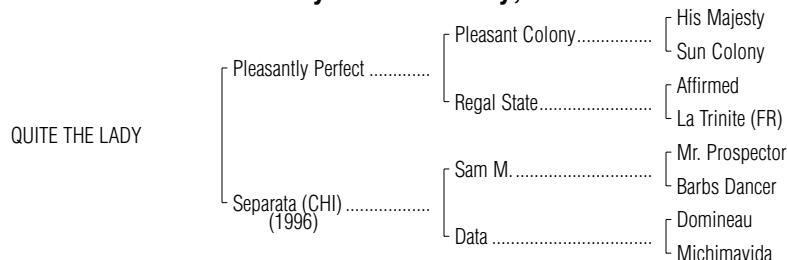 His Majesty
Pleasant Colony.................
Sun Colony
Pleasantly Perfect .............
Affirmed
Regal State.........................
La Trinite (FR)
QUITE THE LADY
Mr. Prospector
Sam M. ..............................
Barbs Dancer
Separata (CHI) ..................
(1996)
Domineau
Data ...................................
Michimavida